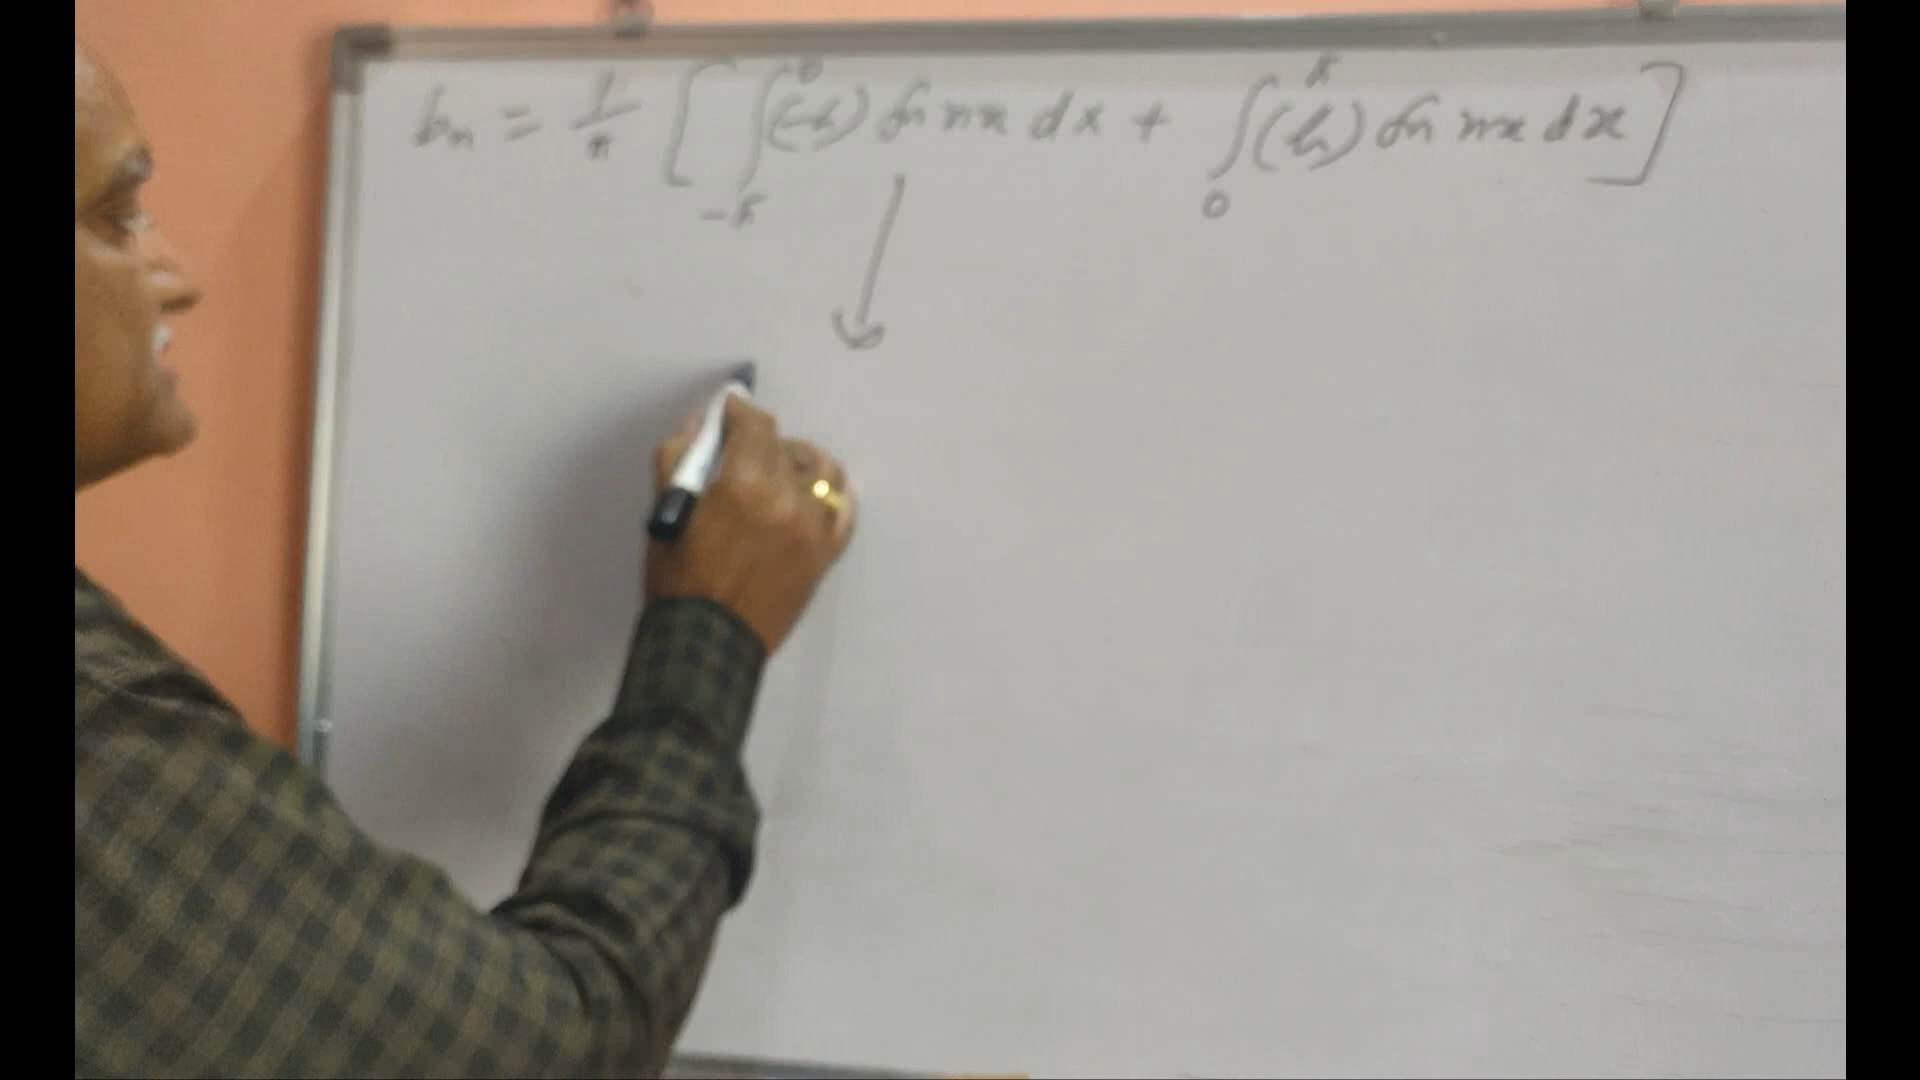 bₙ = 1/π [ ∫_{-π}^{0} (-h) sin nx dx + ∫_{0}^{π} (h) sin nx dx ]